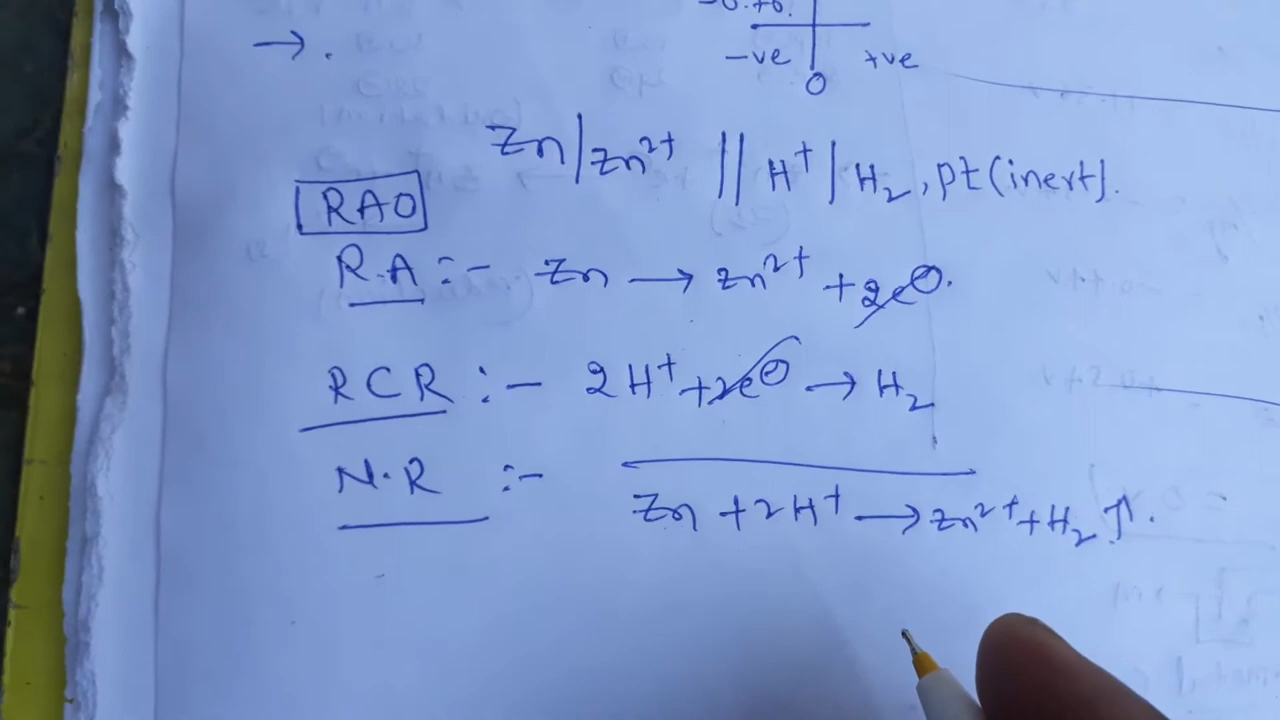 →.
-ve +ve
O
Zn/Zn²⁺ || H⁺ | H₂, pt (inert).
RAO
R.A :- Zn → Zn²⁺ + 2e⊖.
RCR :- 2H⁺ + 2e⊖ → H₂
N.R :-
Zn + 2H⁺ → Zn²⁺ + H₂ ↑.